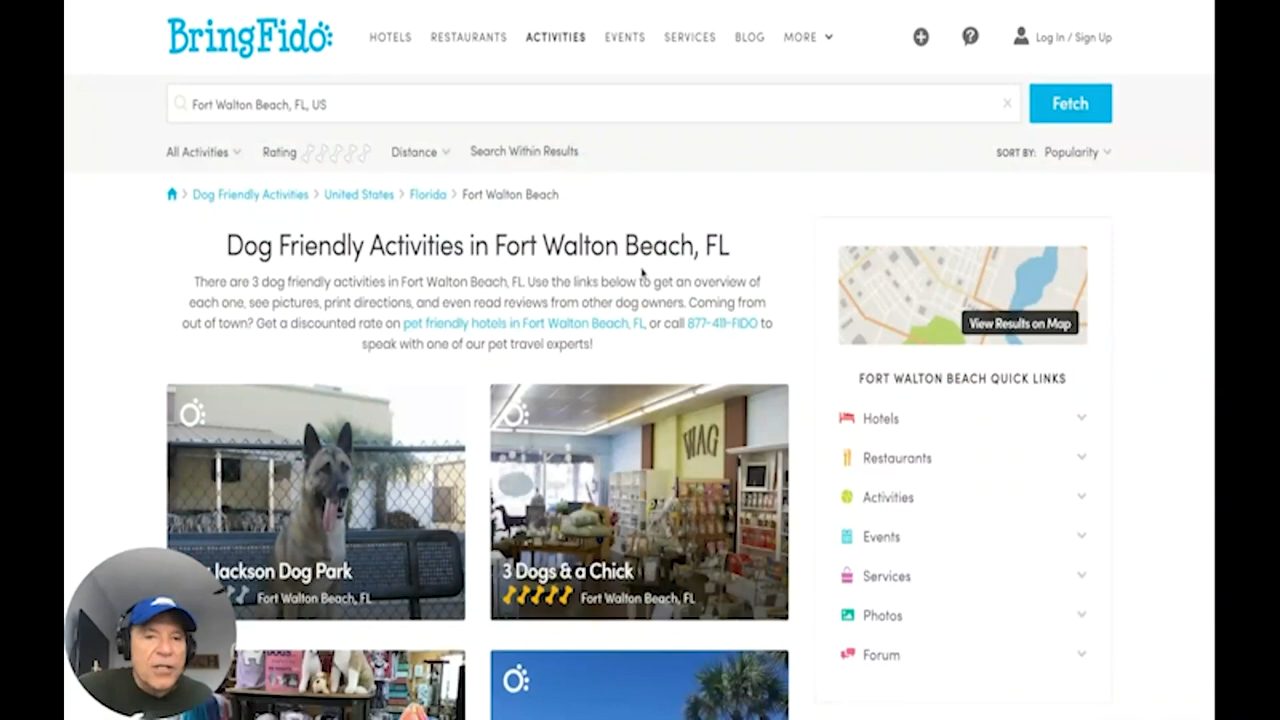 BringFido
HOTELS RESTAURANTS ACTIVITIES EVENTS SERVICES BLOG MORE
Log In / Sign Up
Fort Walton Beach, FL, US
Fetch
All Activities Rating Distance Search Within Results
SORT BY: Popularity
Dog Friendly Activities > United States > Florida > Fort Walton Beach
Dog Friendly Activities in Fort Walton Beach, FL
There are 3 dog friendly activities in Fort Walton Beach, FL. Use the links below to get an overview of
each one, see pictures, print directions, and even read reviews from other dog owners. Coming from
out of town? Get a discounted rate on pet friendly hotels in Fort Walton Beach, FL, or call 877-411-FIDO to
speak with one of our pet travel experts!
Jackson Dog Park
Fort Walton Beach, FL
WAG
3 Dogs & a Chick
Fort Walton Beach, FL
View Results on Map
FORT WALTON BEACH QUICK LINKS
Hotels
Restaurants
Activities
Events
Services
Photos
Forum